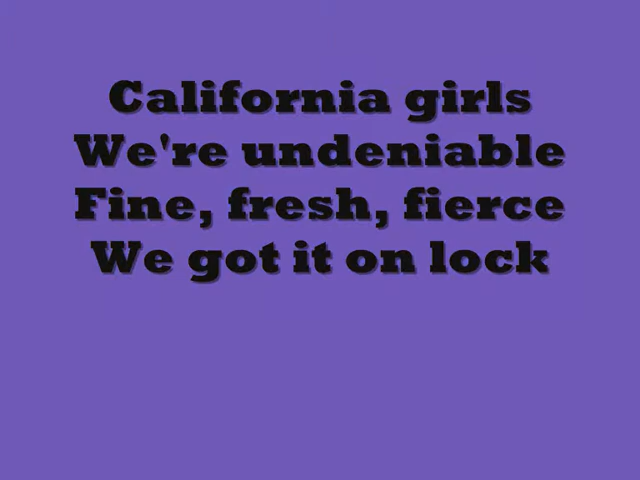 California girls
We're undeniable
Fine, fresh, fierce
We got it on lock